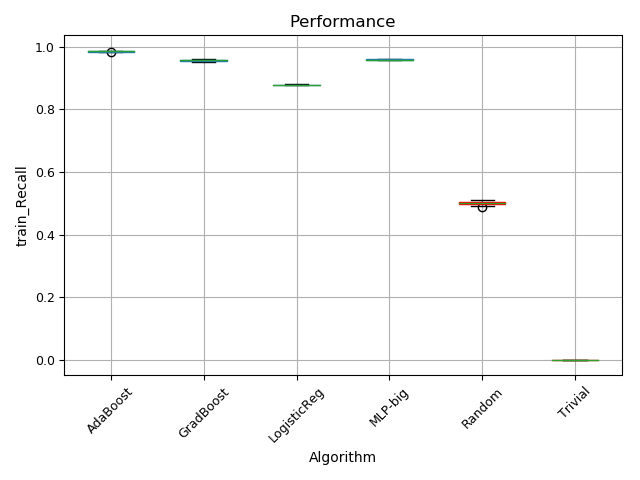 Performance
1.0
0.8
0.6
0.4
0.2
0.0
train_Recall
AdaBoost
GradBoost
LogisticReg
MLP-big
Random
Trivial
Algorithm